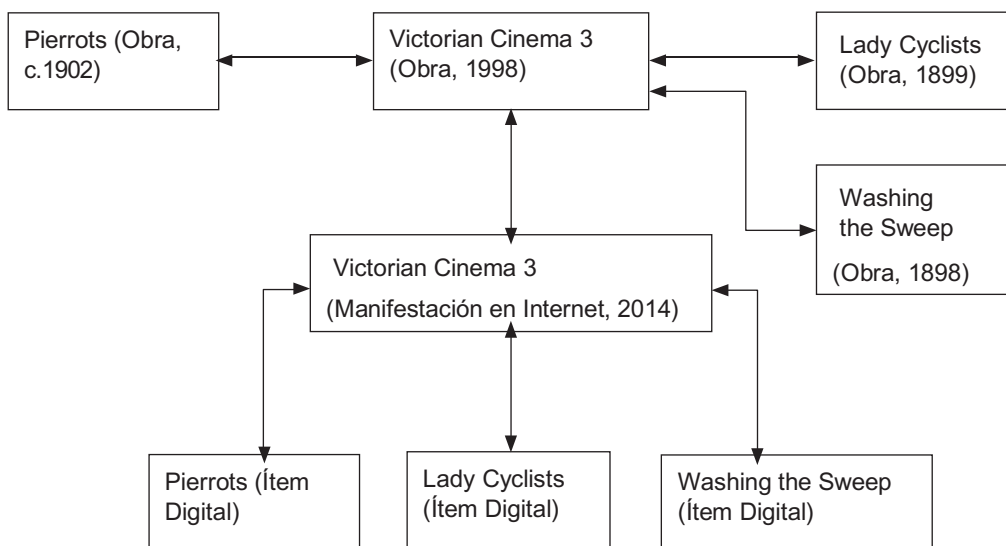 Pierrots (Obra,
c.1902)
Victorian Cinema 3
(Obra, 1998)
Lady Cyclists
(Obra, 1899)
Washing
the Sweep
(Obra, 1898)
Victorian Cinema 3
(Manifestación en Internet, 2014)
Pierrots (Ítem
Digital)
Lady Cyclists
(Ítem Digital)
Washing the Sweep
(Ítem Digital)